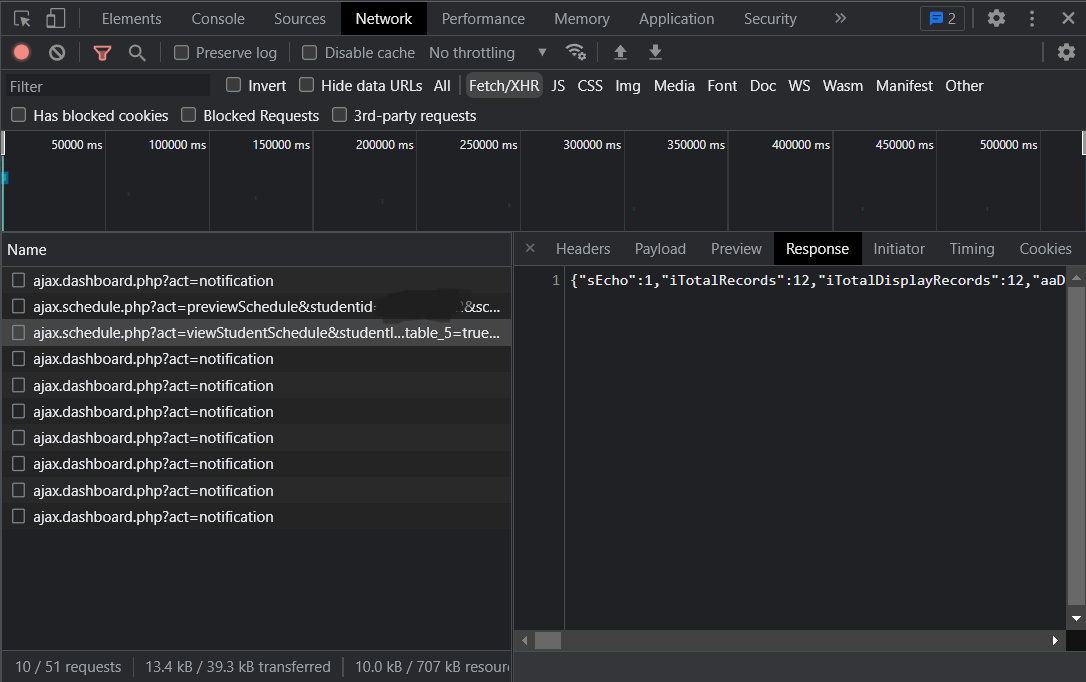 Elements Console Sources Network Performance Memory Application Security 2
Preserve log Disable cache No throttling
Filter Invert Hide data URLs All Fetch/XHR JS CSS Img Media Font Doc WS Wasm Manifest Other
Has blocked cookies Blocked Requests 3rd-party requests
50000 ms 100000 ms 150000 ms 200000 ms 250000 ms 300000 ms 350000 ms 400000 ms 450000 ms 500000 ms
Name
Headers Payload Preview Response Initiator Timing Cookies
ajax.dashboard.php?act=notification
ajax.schedule.php?act=previewSchedule&studentid &sc...
ajax.schedule.php?act=viewStudentSchedule&studentI...table_5=true...
ajax.dashboard.php?act=notification
ajax.dashboard.php?act=notification
ajax.dashboard.php?act=notification
ajax.dashboard.php?act=notification
ajax.dashboard.php?act=notification
ajax.dashboard.php?act=notification
ajax.dashboard.php?act=notification
1 {"sEcho":1,"iTotalRecords":12,"iTotalDisplayRecords":12,"aaD
10 / 51 requests 13.4 kB / 39.3 kB transferred 10.0 kB / 707 kB resour